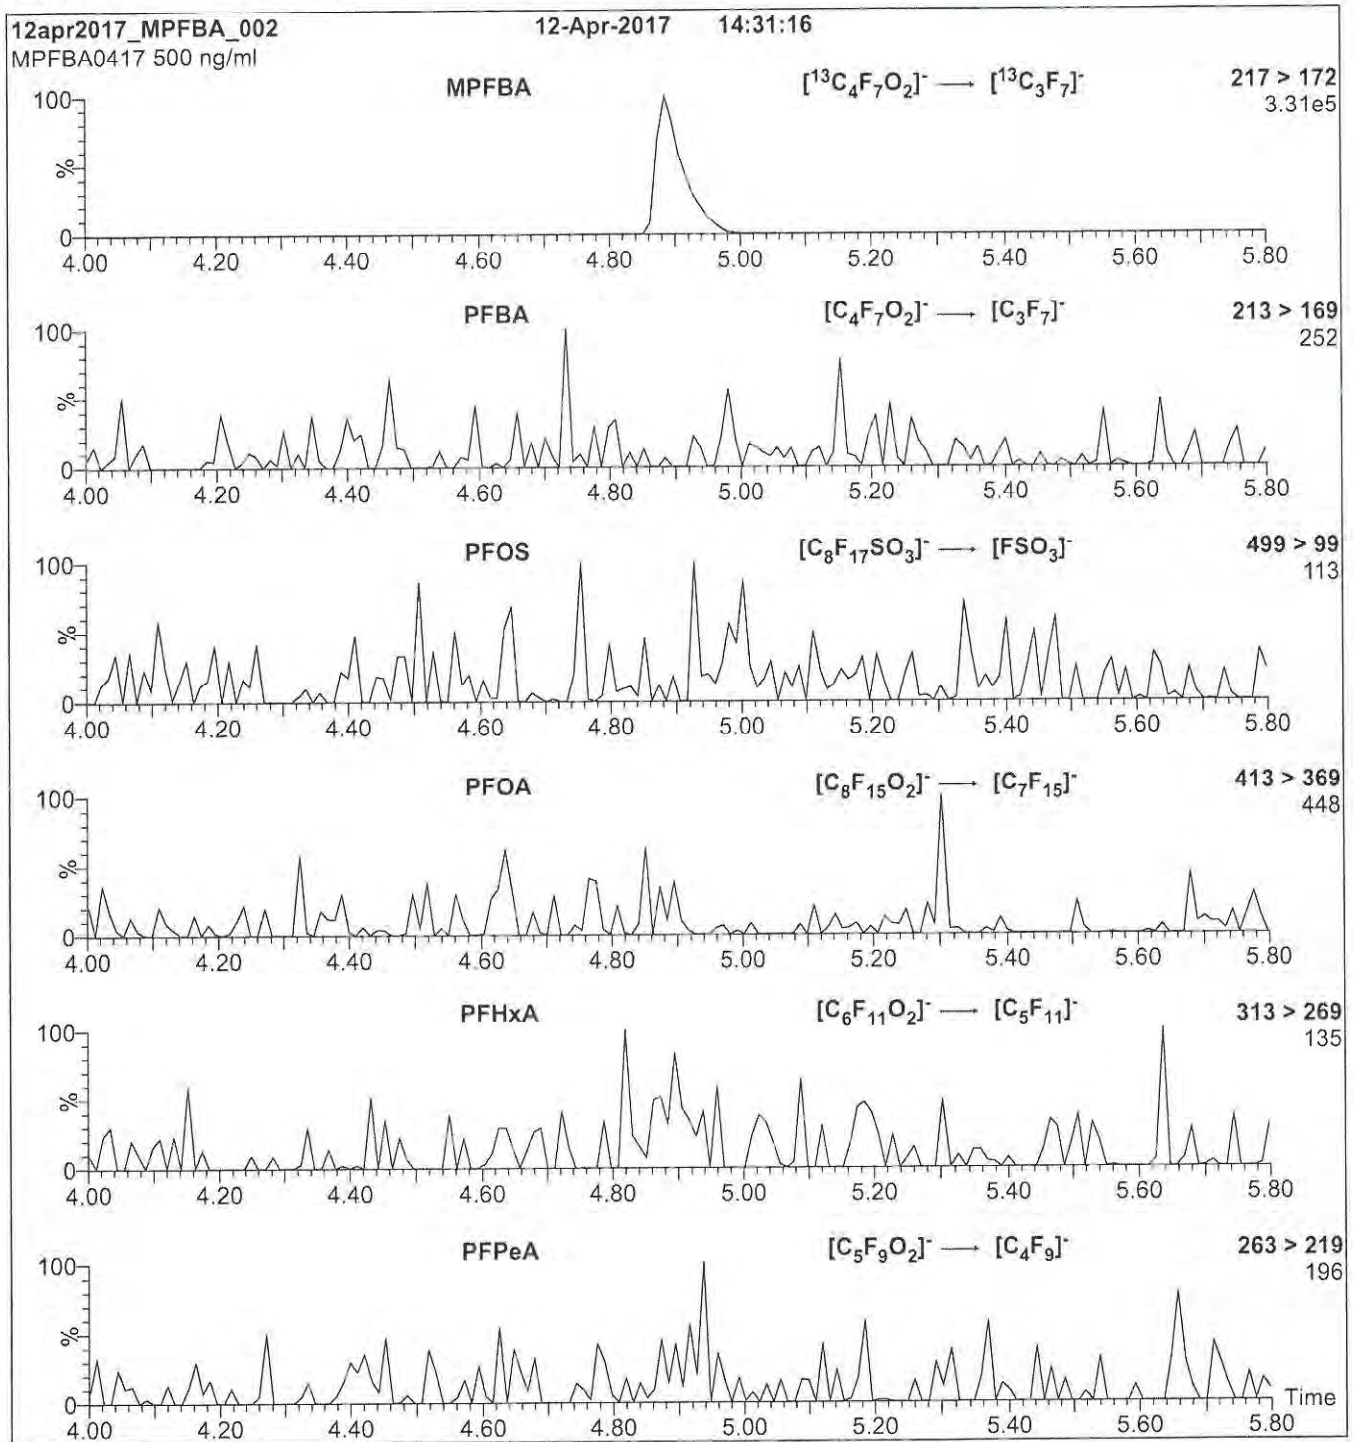 12apr2017_MPFBA_002 12-Apr-2017 14:31:16
MPFBA0417 500 ng/ml
MPFBA [¹³C₄F₇O₂]⁻ → [¹³C₃F₇]⁻ 217 > 172
3.31e5
100
%
0
4.00 4.20 4.40 4.60 4.80 5.00 5.20 5.40 5.60 5.80
PFBA [C₄F₇O₂]⁻ → [C₃F₇]⁻ 213 > 169
252
100
%
0
4.00 4.20 4.40 4.60 4.80 5.00 5.20 5.40 5.60 5.80
PFOS [C₈F₁₇SO₃]⁻ → [FSO₃]⁻ 499 > 99
113
100
%
0
4.00 4.20 4.40 4.60 4.80 5.00 5.20 5.40 5.60 5.80
PFOA [C₈F₁₅O₂]⁻ → [C₇F₁₅]⁻ 413 > 369
448
100
%
0
4.00 4.20 4.40 4.60 4.80 5.00 5.20 5.40 5.60 5.80
PFHxA [C₆F₁₁O₂]⁻ → [C₅F₁₁]⁻ 313 > 269
135
100
%
0
4.00 4.20 4.40 4.60 4.80 5.00 5.20 5.40 5.60 5.80
PFPeA [C₅F₉O₂]⁻ → [C₄F₉]⁻ 263 > 219
196
100
%
0
Time
4.00 4.20 4.40 4.60 4.80 5.00 5.20 5.40 5.60 5.80